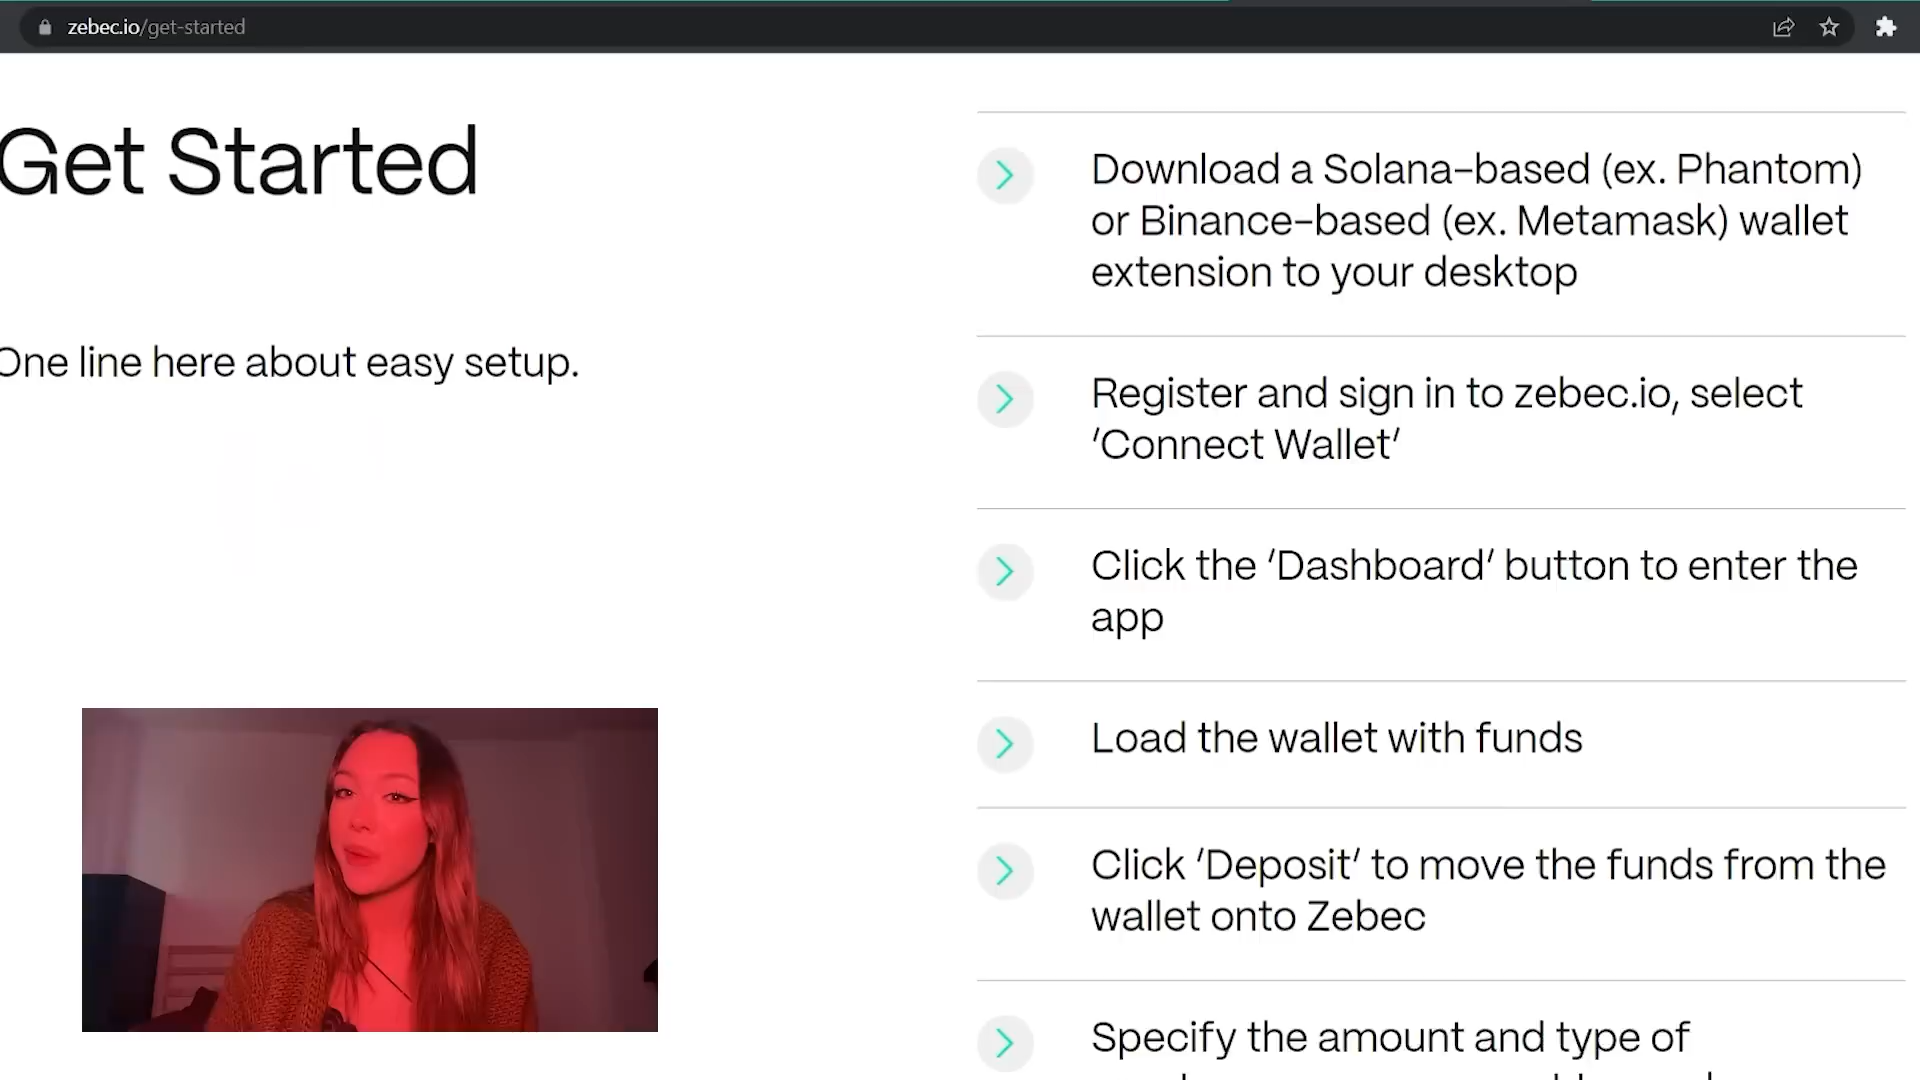 zebec.io/get-started
Get Started
One line here about easy setup.
Download a Solana-based (ex. Phantom)
or Binance-based (ex. Metamask) wallet
extension to your desktop
Register and sign in to zebec.io, select
‘Connect Wallet’
Click the ‘Dashboard’ button to enter the
app
Load the wallet with funds
Click ‘Deposit’ to move the funds from the
wallet onto Zebec
Specify the amount and type of